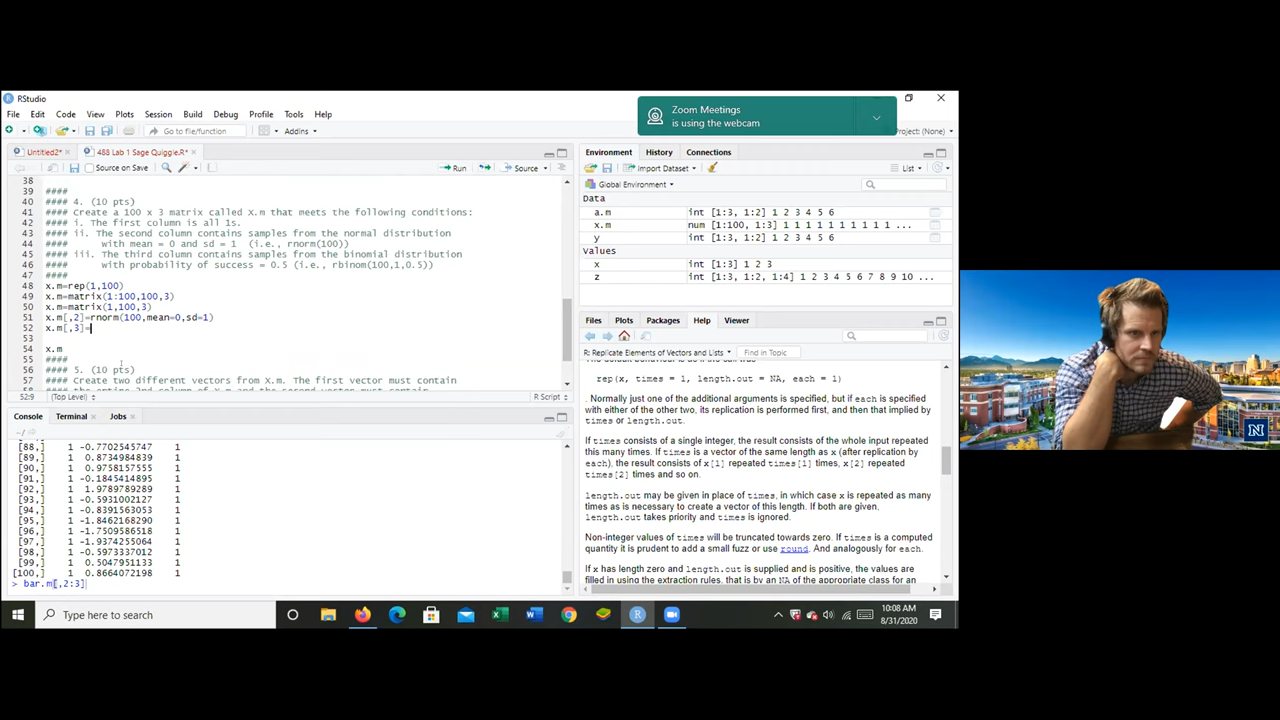 RStudio
File Edit Code View Plots Session Build Debug Profile Tools Help
Go to file/function
Addins
Project: (None)
Zoom Meetings
is using the webcam
Untitled2*
488 Lab 1 Sage Quiggle.R*
Source on Save
Run
Source
38
39 ####
40 #### 4. (10 pts)
41 #### Create a 100 x 3 matrix called X.m that meets the following conditions:
42 #### i. The first column is all 1s.
43 #### ii. The second column contains samples from the normal distribution
44 #### with mean = 0 and sd = 1 (i.e., rnorm(100))
45 #### iii. The third column contains samples from the binomial distribution
46 #### with probability of success = 0.5 (i.e., rbinom(100,1,0.5))
47 ####
48 x.m=rep(1,100)
49 x.m=matrix(1:100,100,3)
50 x.m=matrix(1,100,3)
51 x.m[,2]=rnorm(100,mean=0,sd=1)
52 x.m[,3]=
53
54 x.m
55 ####
56 #### 5. (10 pts)
57 #### Create two different vectors from X.m. The first vector must contain
52:9 (Top Level)
R Script
Console Terminal Jobs
~/
[88,] 1 -0.7702545747 1
[89,] 1 0.8734984839 1
[90,] 1 0.9758157555 1
[91,] 1 -0.1845414895 1
[92,] 1 1.9789789289 1
[93,] 1 -0.5931002127 1
[94,] 1 -0.8391563053 1
[95,] 1 -1.8462168290 1
[96,] 1 -1.7509586518 1
[97,] 1 -1.9374256054 1
[98,] 1 -0.5973337012 1
[99,] 1 0.5047951103 1
[100,] 1 0.8664072198 1
> bar.m[,2:3]
Environment History Connections
Import Dataset
List
Global Environment
Data
a.m int [1:3, 1:2] 1 2 3 4 5 6
x.m num [1:100, 1:3] 1 1 1 1 1 1 1 1 1 1 ...
y int [1:3, 1:2] 1 2 3 4 5 6
Values
x int [1:3] 1 2 3
z int [1:3, 1:2, 1:4] 1 2 3 4 5 6 7 8 9 10 ...
Files Plots Packages Help Viewer
R: Replicate Elements of Vectors and Lists
Find in Topic
rep(x, times = 1, length.out = NA, each = 1)
. Normally just one of the additional arguments is specified, but if each is specified
with either of the other two, its replication is performed first, and then that implied by
times or length.out.
If times consists of a single integer, the result consists of the whole input repeated
this many times. If times is a vector of the same length as x (after replication by
each), the result consists of x[1] repeated times[1] times, x[2] repeated
times[2] times and so on.
length.out may be given in place of times, in which case x is repeated as many
times as is necessary to create a vector of this length. If both are given,
length.out takes priority and times is ignored.
Non-integer values of times will be truncated towards zero. If times is a computed
quantity it is prudent to add a small fuzz or use round. And analogously for each.
If x has length zero and length.out is supplied and is positive, the values are
filled in using the extraction rules, that is by an NA of the appropriate class for an
Type here to search
10:08 AM
8/31/2020
N